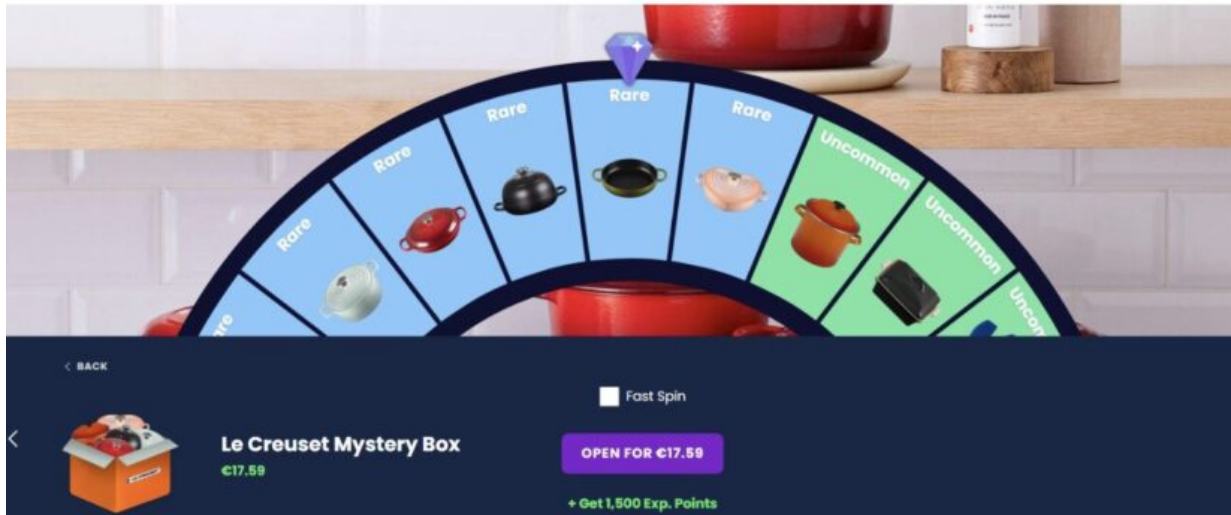 Rare
Rare
Rare
Rare
Rare
Uncommon
Uncommon
< BACK
Fast Spin
Le Creuset Mystery Box
€17.59
OPEN FOR €17.59
+ Get 1,500 Exp. Points